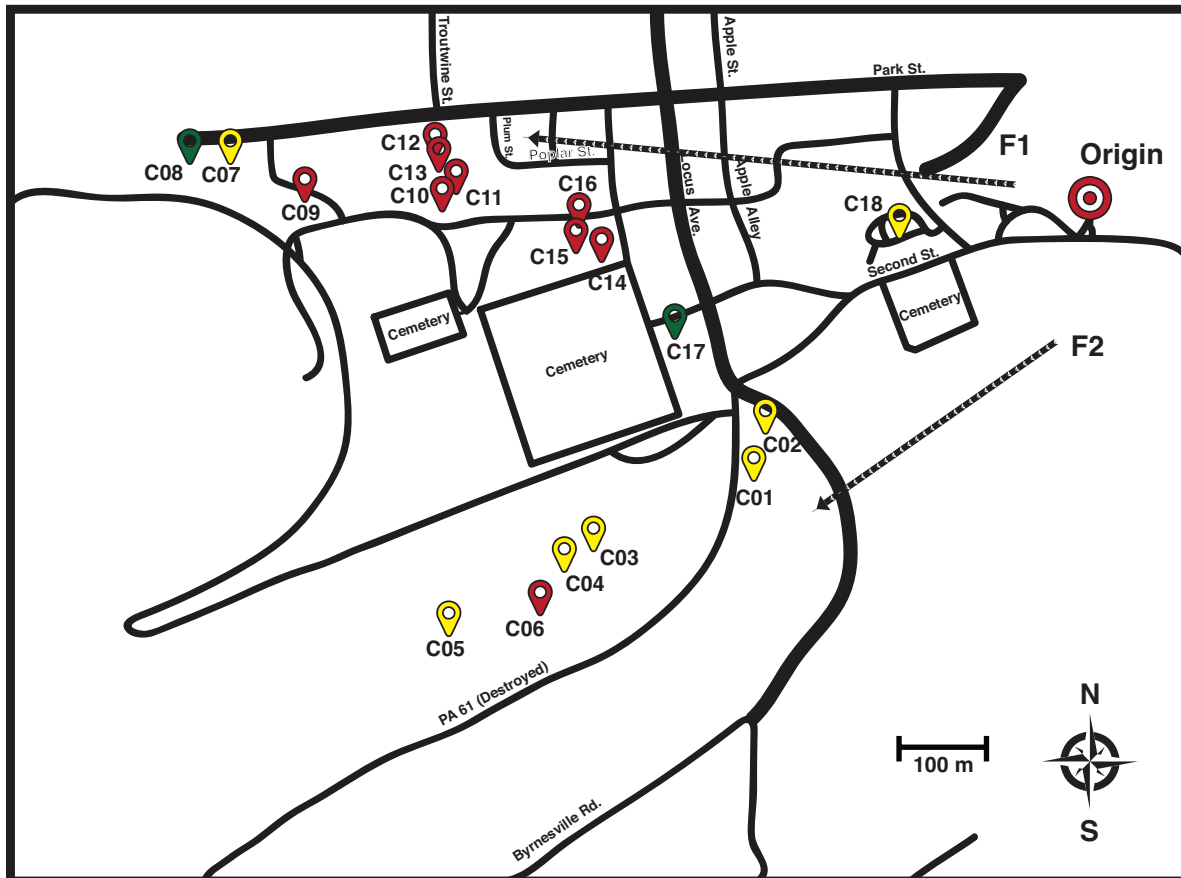 Troutwine St.
Apple St.
Park St.
F1
Origin
C08
C07
C12
C13
C10
C11
C09
Plum St.
Poplar St.
C16
C15
C14
Locus Ave.
Apple Alley
C18
Second St.
Cemetery
Cemetery
Cemetery
C17
F2
C02
C01
C03
C04
C06
C05
PA 61 (Destroyed)
Byrnesville Rd.
100 m
N
S